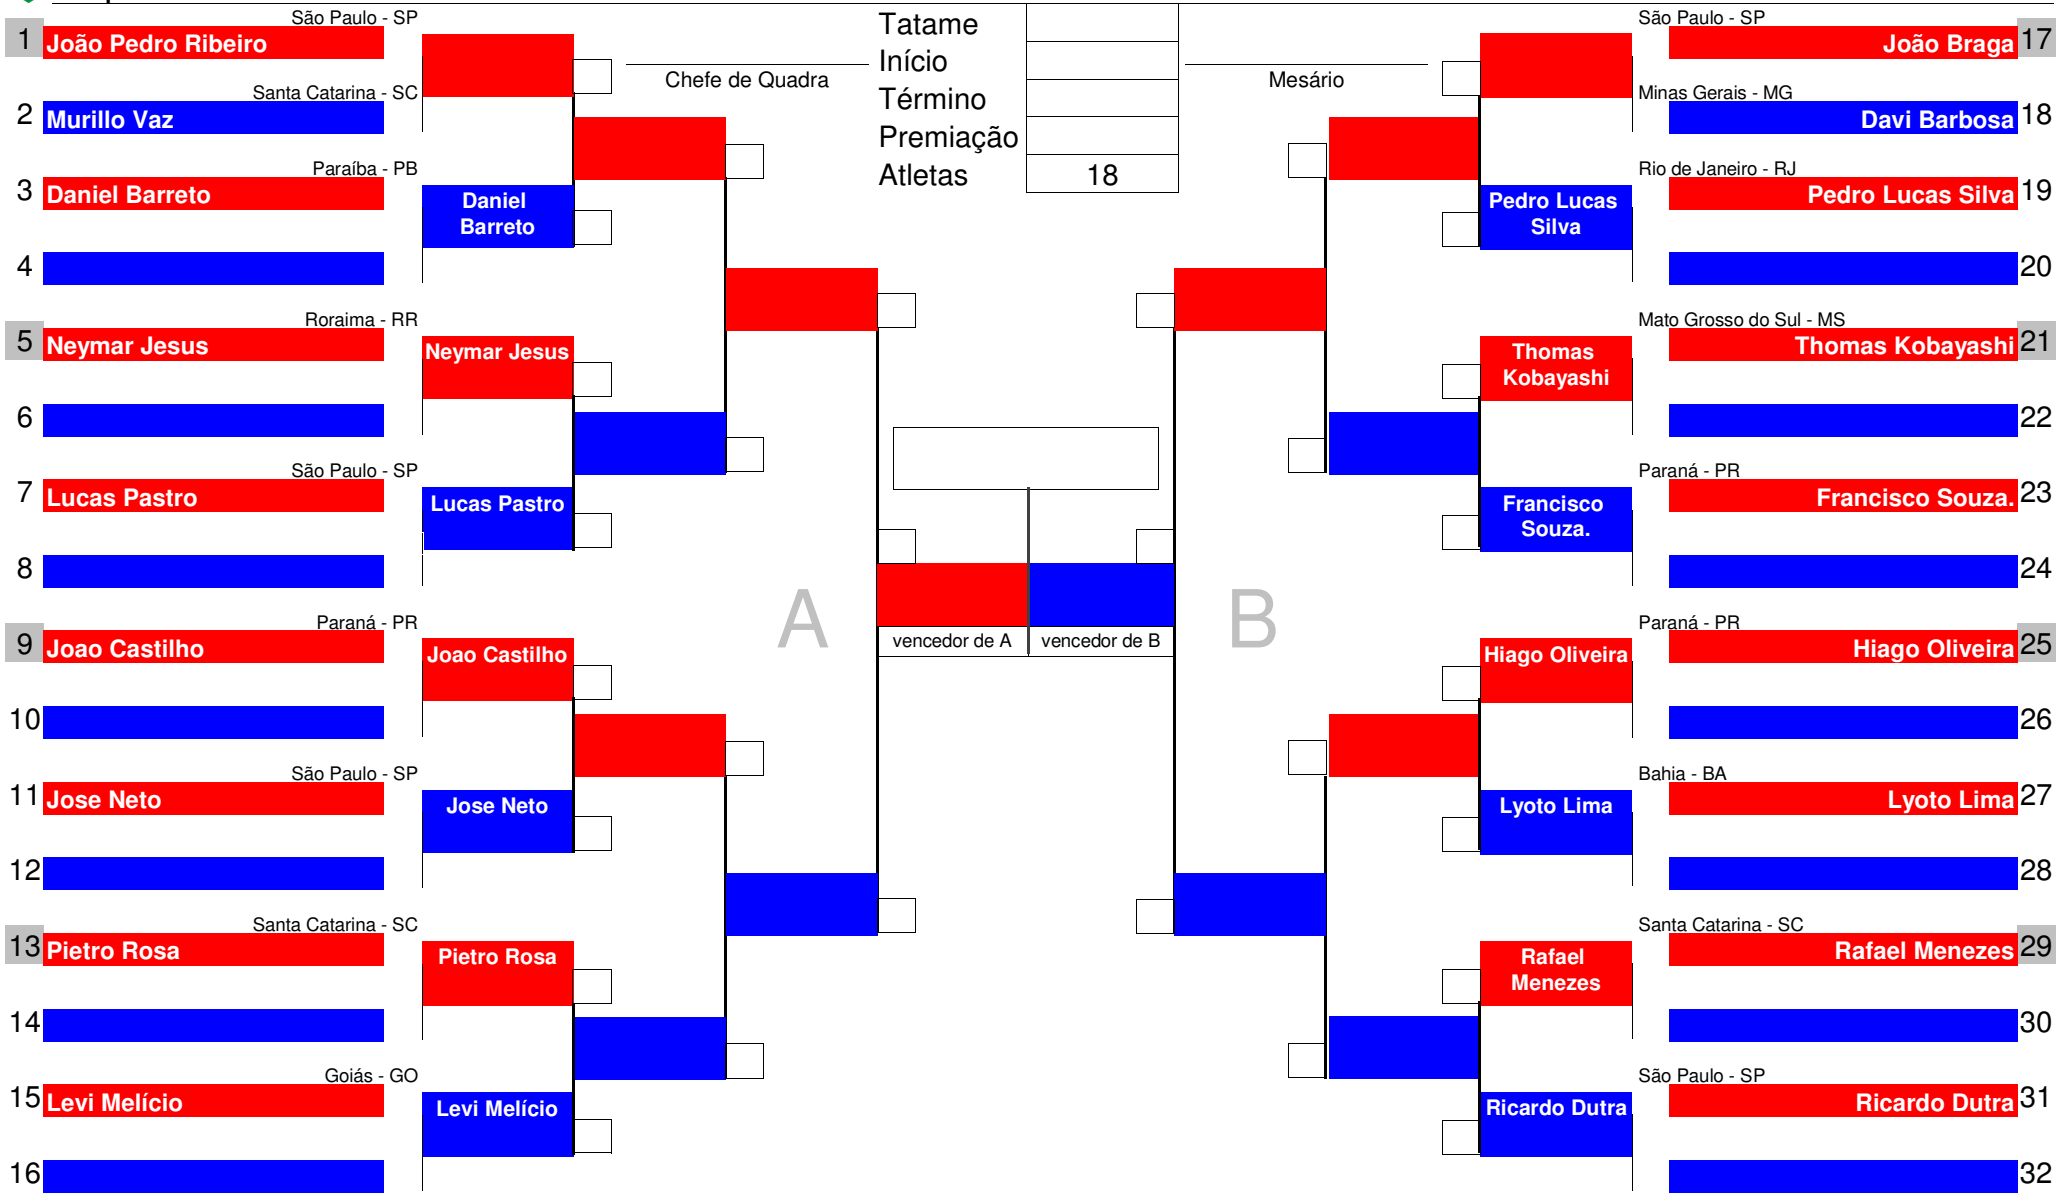 São Paulo - SP
1 João Pedro Ribeiro
Santa Catarina - SC
2 Murillo Vaz
Paraíba - PB
3 Daniel Barreto
4
Roraima - RR
5 Neymar Jesus
6
São Paulo - SP
7 Lucas Pastro
8
Paraná - PR
9 Joao Castilho
10
São Paulo - SP
11 Jose Neto
12
Santa Catarina - SC
13 Pietro Rosa
14
Goiás - GO
15 Levi Melício
16
Daniel
Barreto
Neymar Jesus
Lucas Pastro
Joao Castilho
Jose Neto
Pietro Rosa
Levi Melício
Chefe de Quadra
Tatame
Início
Término
Premiação
Atletas 18
Mesário
A
B
vencedor de A
vencedor de B
Pedro Lucas
Silva
Thomas
Kobayashi
Francisco
Souza.
Hiago Oliveira
Lyoto Lima
Rafael
Menezes
Ricardo Dutra
São Paulo - SP
João Braga 17
Minas Gerais - MG
Davi Barbosa 18
Rio de Janeiro - RJ
Pedro Lucas Silva 19
20
Mato Grosso do Sul - MS
Thomas Kobayashi 21
22
Paraná - PR
Francisco Souza. 23
24
Paraná - PR
Hiago Oliveira 25
26
Bahia - BA
Lyoto Lima 27
28
Santa Catarina - SC
Rafael Menezes 29
30
São Paulo - SP
Ricardo Dutra 31
32